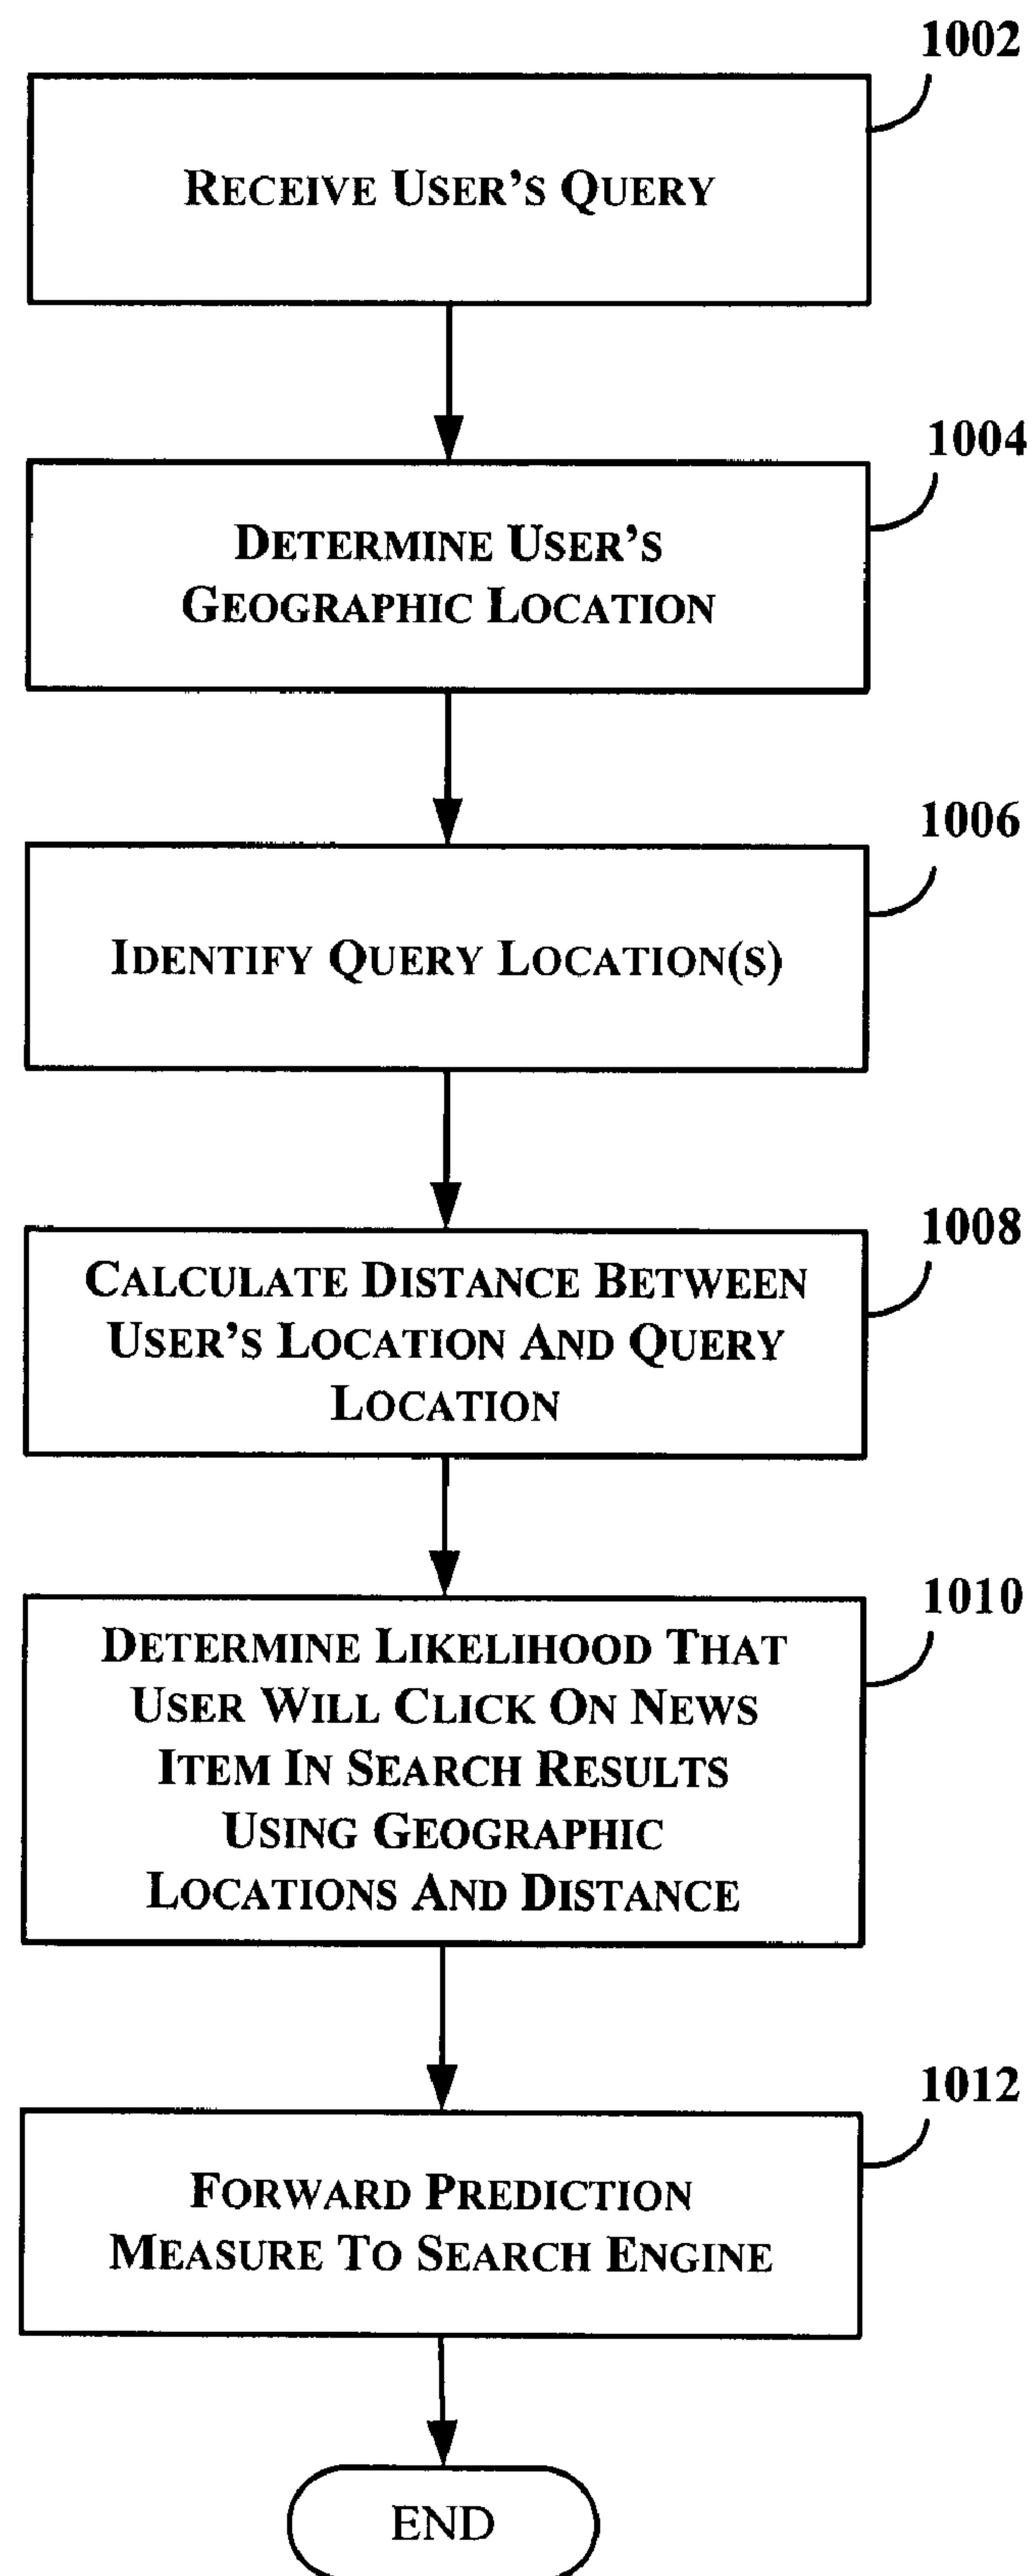 1002
RECEIVE USER'S QUERY
1004
DETERMINE USER'S
GEOGRAPHIC LOCATION
1006
IDENTIFY QUERY LOCATION(S)
1008
CALCULATE DISTANCE BETWEEN
USER'S LOCATION AND QUERY
LOCATION
1010
DETERMINE LIKELIHOOD THAT
USER WILL CLICK ON NEWS
ITEM IN SEARCH RESULTS
USING GEOGRAPHIC
LOCATIONS AND DISTANCE
1012
FORWARD PREDICTION
MEASURE TO SEARCH ENGINE
END